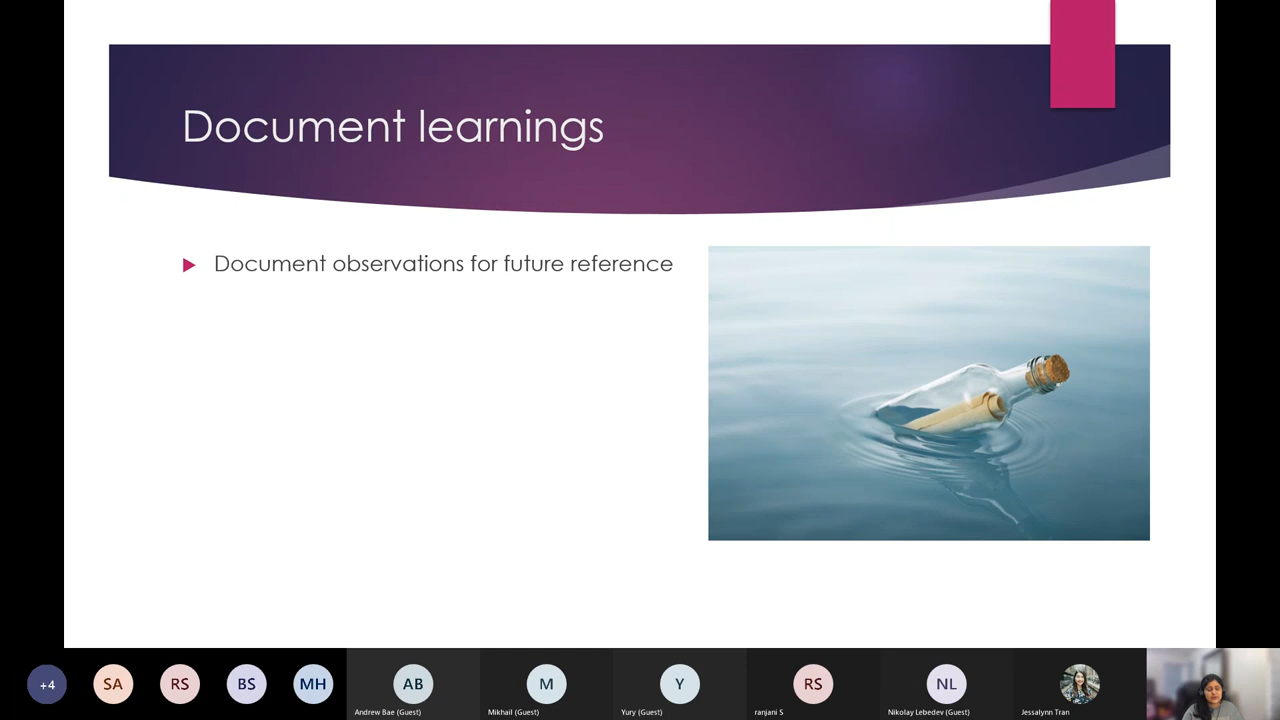 Document learnings
Document observations for future reference
+4
SA
RS
BS
MH
AB
M
Y
RS
NL
Andrew Bae (Guest)
Mikhail (Guest)
Yury (Guest)
ranjani S
Nikolay Lebedev (Guest)
Jessalynn Tran